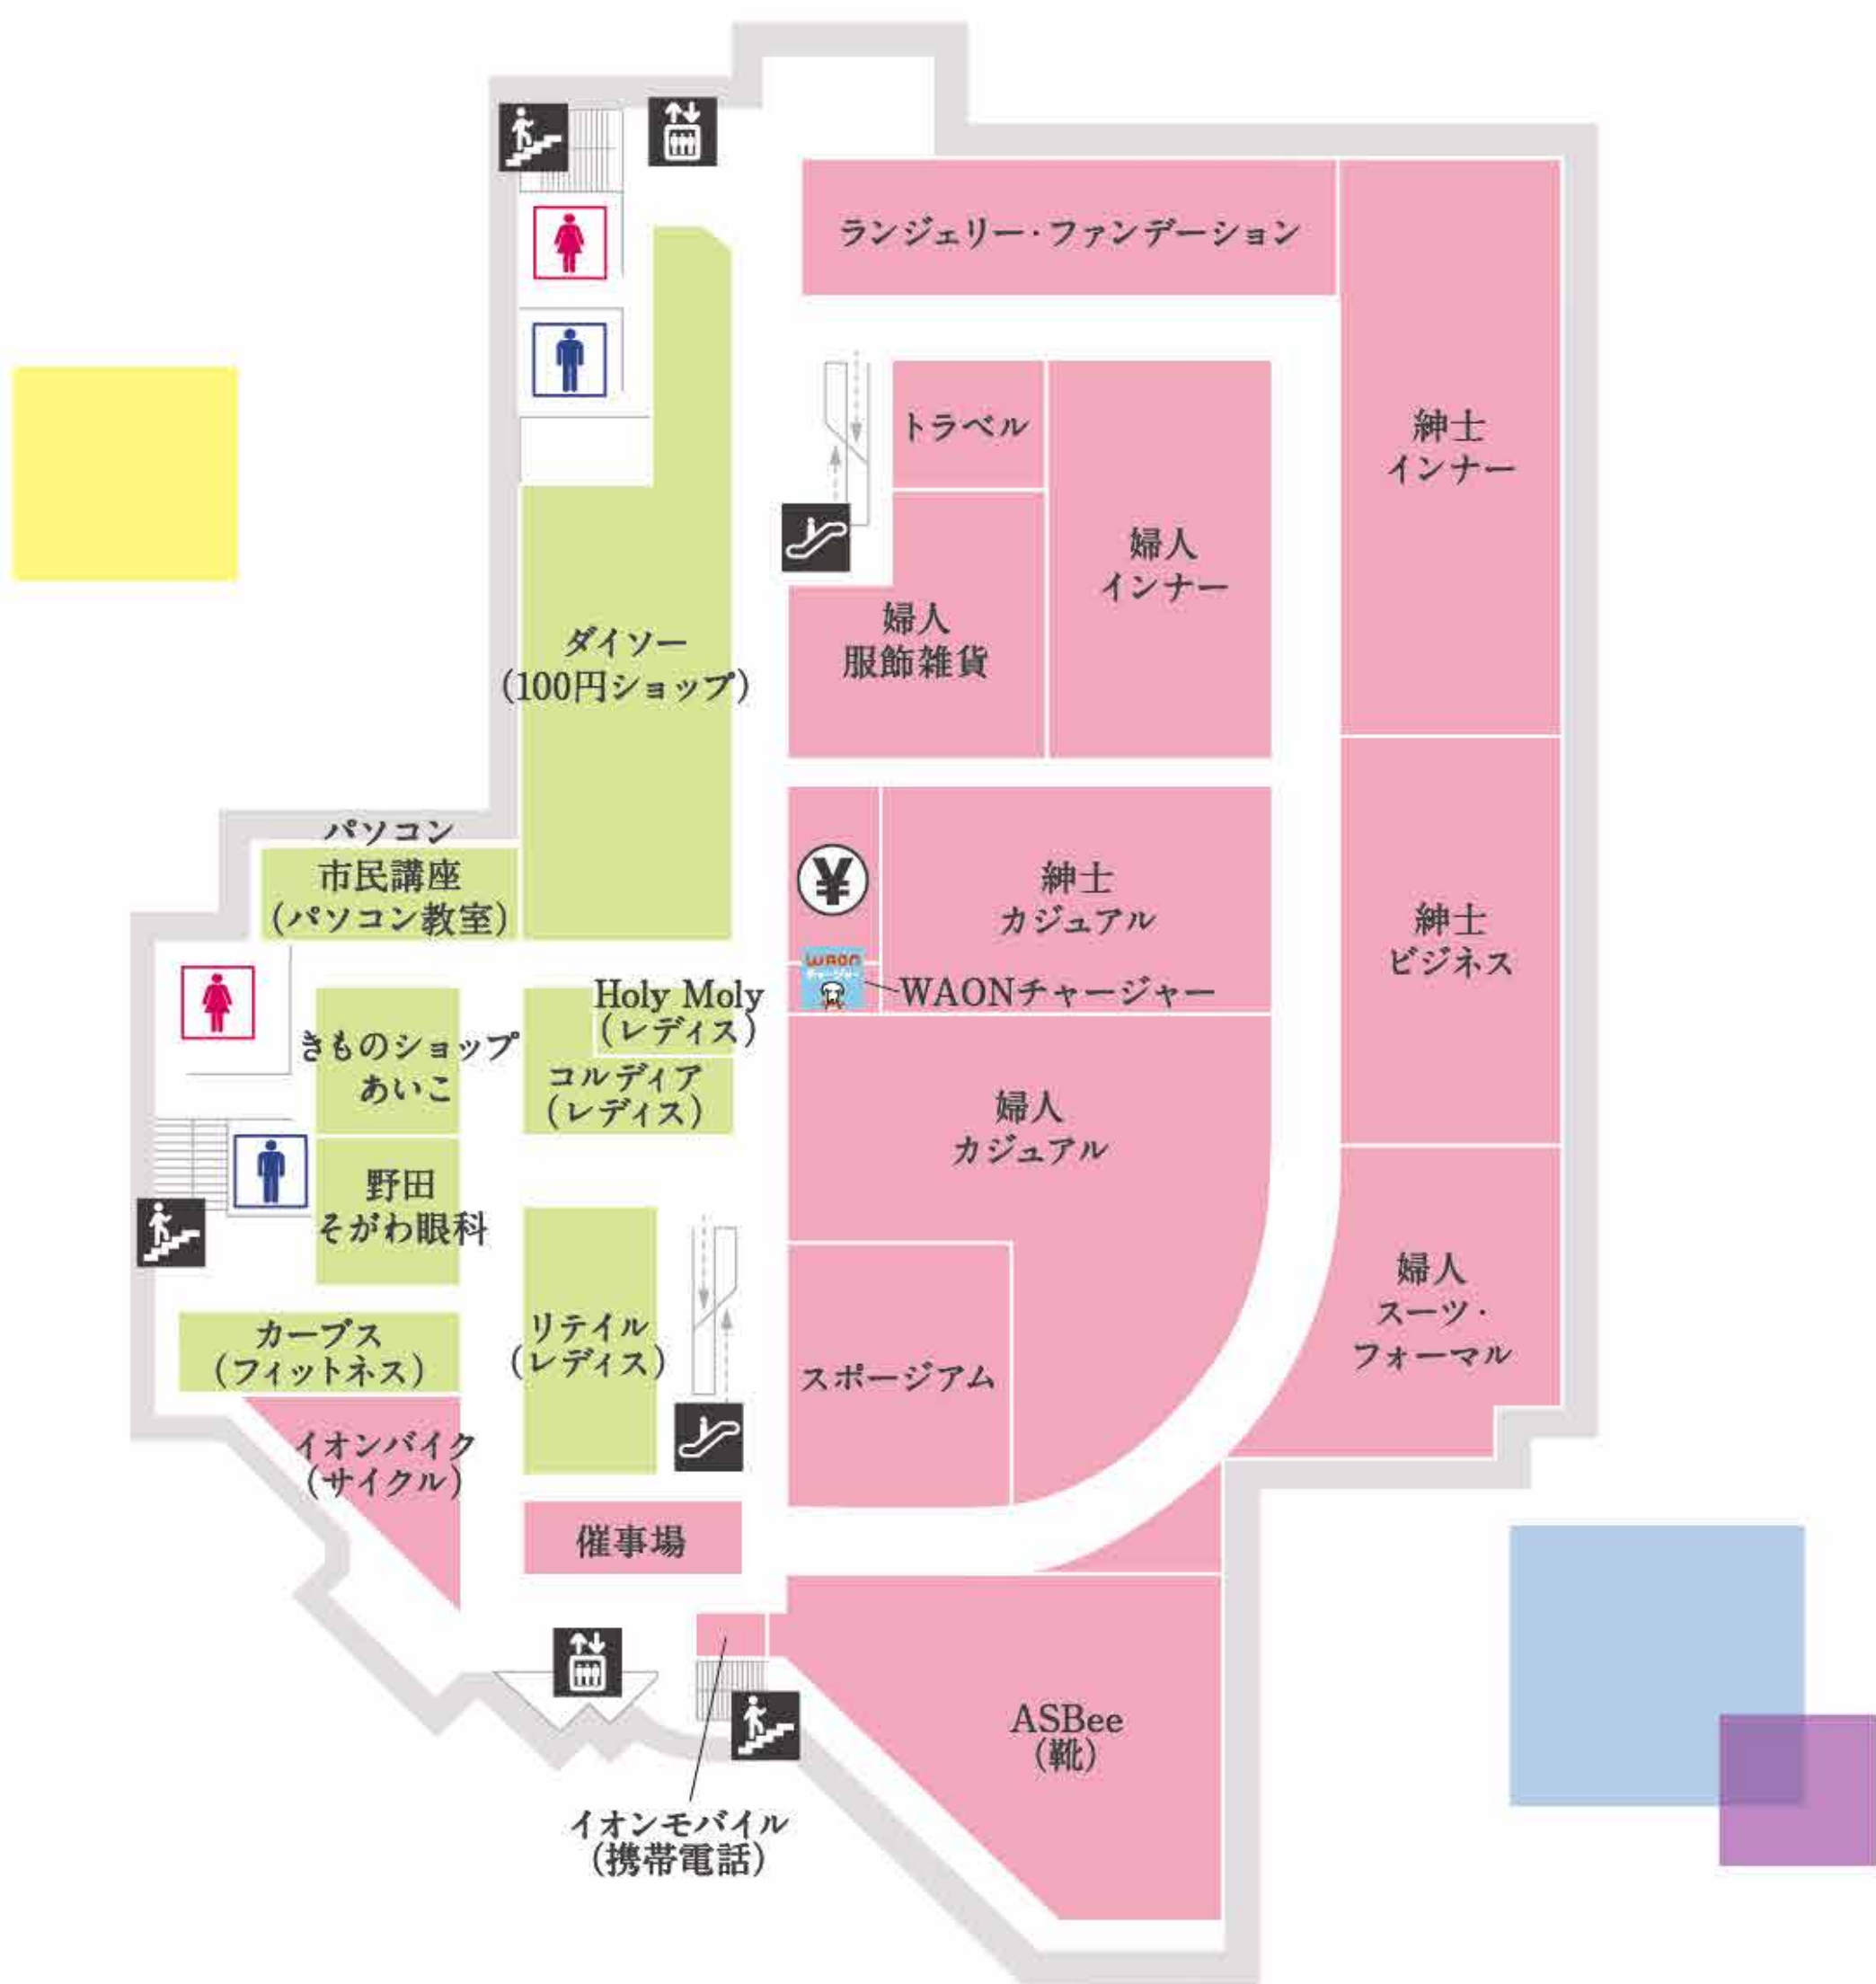 ランジェリー・ファンデーション
トラベル
紳士
インナー
婦人
インナー
婦人
服飾雑貨
ダイソー
(100円ショップ)
パソコン
市民講座
(パソコン教室)
¥
紳士
カジュアル
紳士
ビジネス
WAON
チャージャー
WAONチャージャー
Holy Moly
(レディス)
きものショップ
あいこ
コルディア
(レディス)
婦人
カジュアル
野田
そがわ眼科
婦人
スーツ・
フォーマル
カーブス
(フィットネス)
リテイル
(レディス)
スポージアム
イオンバイク
(サイクル)
催事場
ASBee
(靴)
イオンモバイル
(携帯電話)